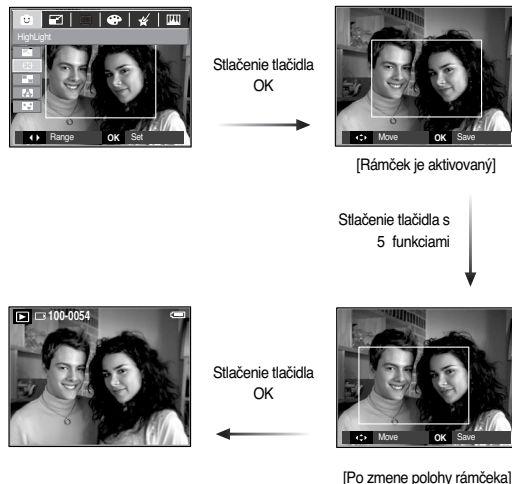 HighLight
Range OK Set
Stlačenie tlačidla
OK
Move OK Save
[Rámček je aktivovaný]
Stlačenie tlačidla s
5 funkciami
100-0054
Stlačenie tlačidla
OK
Move OK Save
[Po zmene polohy rámčeka]